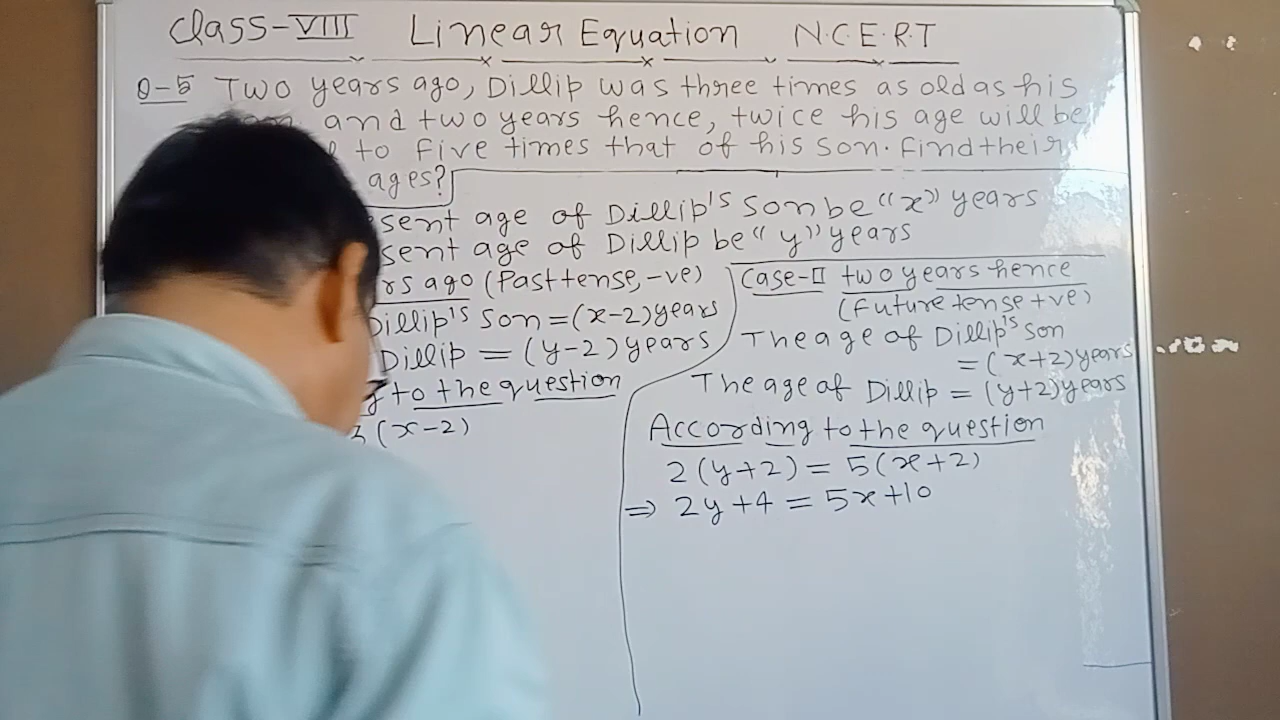 Class-VIII Linear Equation N.C.E.R.T
Q-5 Two years ago, Dillip was three times as old as his
and two years hence, twice his age will be
to five times that of his son. Find their
ages?
sent age of Dillip's son be "x" years
sent age of Dillip be "y" years
rs ago (Past tense, -ve)
Dillip's son = (x-2) years
Dillip = (y-2) years
to the question
3(x-2)
Case-II two years hence
(Future tense +ve)
The age of Dillip's son
= (x+2) years
The age of Dillip = (y+2) years
According to the question
2(y+2) = 5(x+2)
⇒ 2y+4 = 5x+10